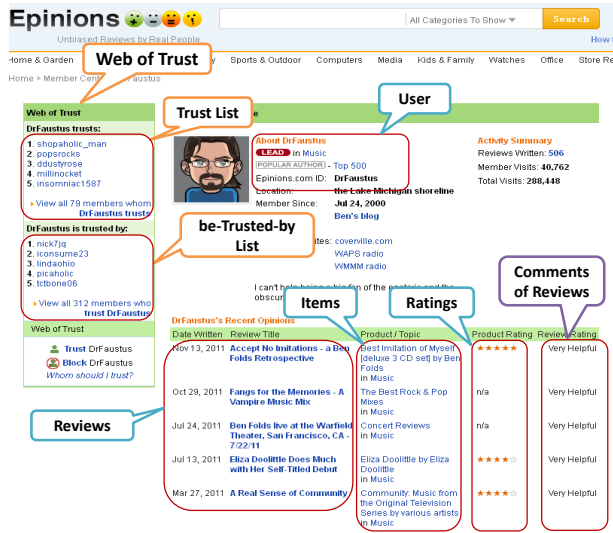 Epinions
All Categories To Show
Search
Unbiased Reviews by Real People
How
Home & Garden
Sports & Outdoor Computers Media Kids & Family Watches Office Store Re
Home » Member Cent
Faustus
Web of Trust
Trust List
User
be-Trusted-by
List
Items
Ratings
Comments
of Reviews
Reviews
Web of Trust
DrFaustus trusts:
1. shopaholic_man
2. popsrocks
3. ddustyrose
4. millinocket
5. insomniac1587
View all 79 members whom
DrFaustus trusts
DrFaustus is trusted by:
1. nick7jq
2. iconsume23
3. lindaohio
4. picaholic
5. tctbone06
View all 312 members who
trust DrFaustus
Web of Trust
Trust DrFaustus
Block DrFaustus
Whom should I trust?
About DrFaustus
LEAD in Music
POPULAR AUTHOR - Top 500
Epinions.com ID: DrFaustus
Location: the Lake Michigan shoreline
Member Since: Jul 24, 2000
Ben's blog
coverville.com
WAPS radio
WMMM radio
Activity Summary
Reviews Written: 506
Member Visits: 40,762
Total Visits: 288,448
DrFaustus's Recent Opinions
Date Written Review Title Product / Topic Product Rating Review Rating
Nov 13, 2011 Accept No Imitations - a Ben Best Imitation of Myself ★★★★★ Very Helpful
Folds Retrospective [deluxe 3 CD set] by Ben
Folds
in Music
Oct 29, 2011 Fangs for the Memories - A The Best Rock & Pop n/a Very Helpful
Vampire Music Mix Mixes
in Music
Jul 24, 2011 Ben Folds live at the Warfield Concert Reviews n/a Very Helpful
Theater, San Francisco, CA - in Music
7/22/11
Jul 13, 2011 Eliza Doolittle Does Much Eliza Doolittle by Eliza ★★★★☆ Very Helpful
with Her Self-Titled Debut Doolittle
in Music
Mar 27, 2011 A Real Sense of Community Community: Music from ★★★★☆ Very Helpful
the Original Television
Series by various artists
in Music